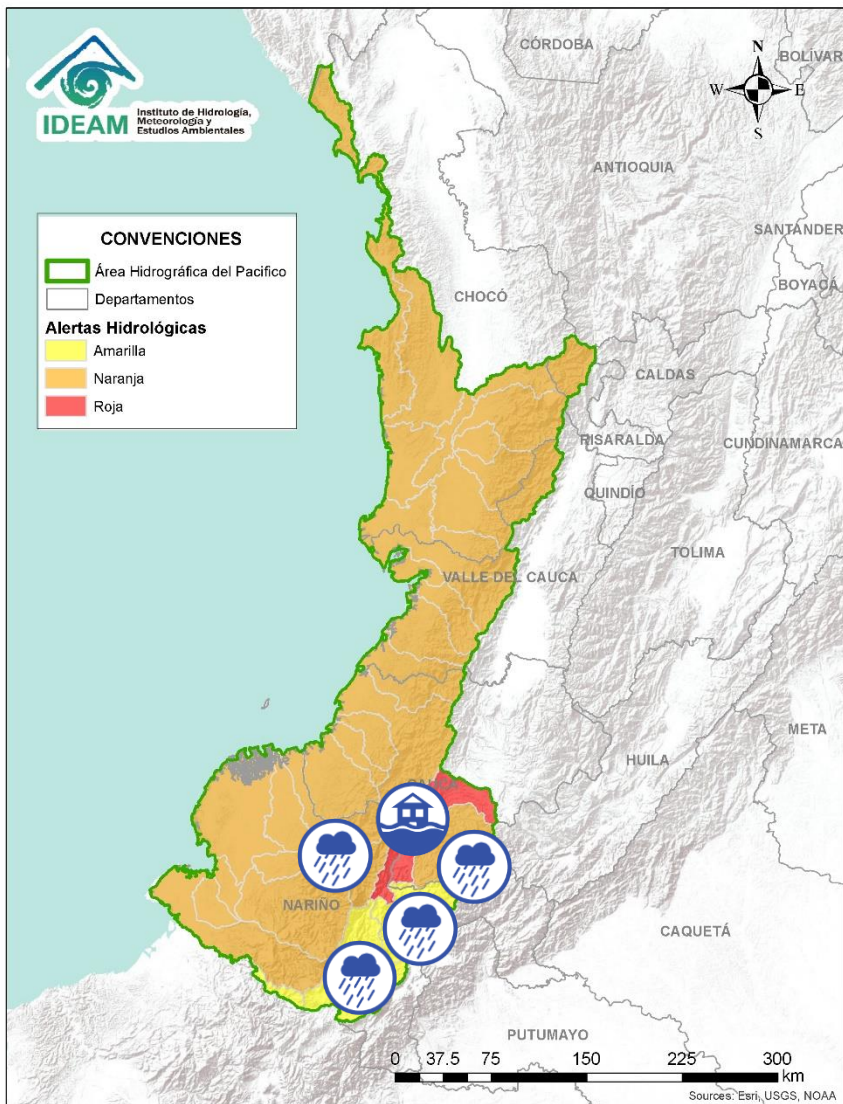 IDEAM
Instituto de Hidrología,
Meteorología y
Estudios Ambientales
N
W E
S
CÓRDOBA
BOLÍVAR
ANTIOQUIA
SANTANDER
BOYACÁ
CONVENCIONES
Área Hidrográfica del Pacifico
Departamentos
Alertas Hidrológicas
Amarilla
Naranja
Roja
CHOCÓ
CALDAS
RISARALDA
CUNDINAMARCA
QUINDÍO
TOLIMA
VALLE DEL CAUCA
META
HUILA
NARIÑO
CAQUETÁ
PUTUMAYO
0 37.5 75 150 225 300
km
Sources: Esri, USGS, NOAA